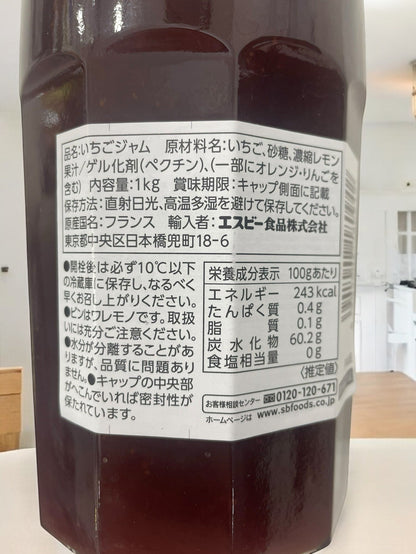 品名:いちごジャム 原材料名:いちご、砂糖、濃縮レモン
果汁/ゲル化剤(ペクチン)、(一部にオレンジ・りんごを
含む) 内容量:1kg 賞味期限:キャップ側面に記載
保存方法:直射日光、高温多湿を避けて保存してください。
原産国名:フランス 輸入者:エスビー食品株式会社
東京都中央区日本橋兜町18-6
●開栓後は必ず10℃以下
の冷蔵庫に保存し、なるべく
早くお召し上がりください。
●ビンはワレモノです。取扱
いには充分ご注意ください。
●水分が分離することがあ
りますが、品質に問題あり
ません。●キャップの中央部
がへこんでいれば密封性が
保たれています。
栄養成分表示 100gあたり
エネルギー 243kcal
たんぱく質 0.4g
脂質 0.1g
炭水化物 60.2g
食塩相当量 0g
〈推定値〉
お客様相談センター 0120-120-671
ホームページ www.sbfoods.co.jp